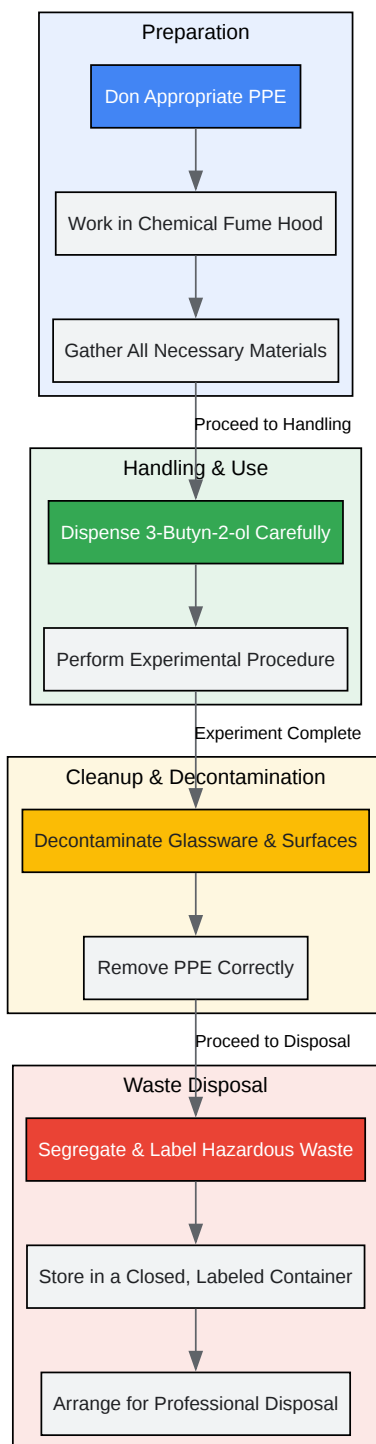 Preparation
Don Appropriate PPE
Work in Chemical Fume Hood
Gather All Necessary Materials
Proceed to Handling
Handling & Use
Dispense 3-Butyn-2-ol Carefully
Perform Experimental Procedure
Experiment Complete
Cleanup & Decontamination
Decontaminate Glassware & Surfaces
Remove PPE Correctly
Proceed to Disposal
Waste Disposal
Segregate & Label Hazardous Waste
Store in a Closed, Labeled Container
Arrange for Professional Disposal